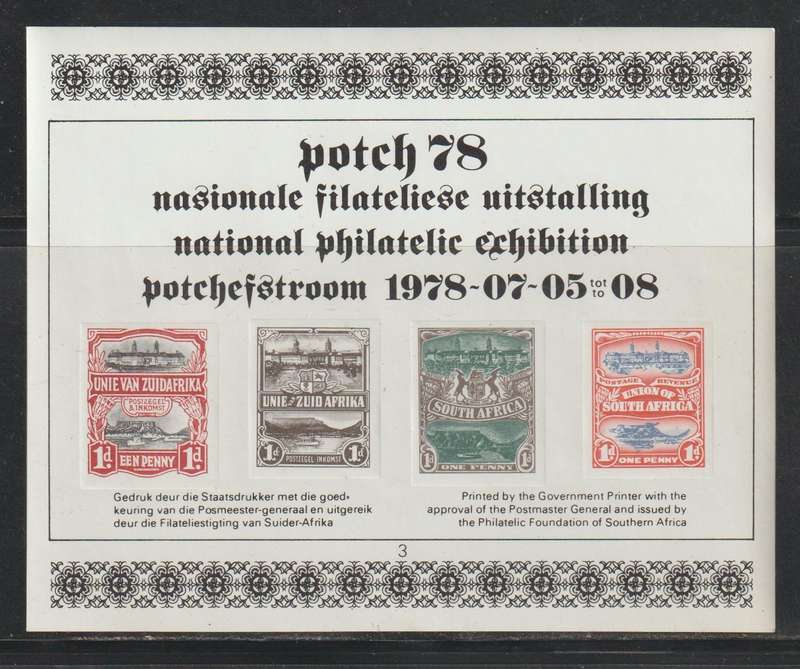 potch 78
nasionale filateliese uitstalling
national philatelic exhibition
potchefstroom 1978-07-05 tot to 08
UNIE VAN ZUIDAFRIKA
POSTZEGEL
& INKOMST
1d. 1d.
EEN PENNY
UNIE VAN ZUID AFRIKA
1d 1d
POSTZEGEL-INKOMST
SOUTH AFRICA
1d 1d
ONE PENNY
POSTAGE REVENUE
UNION OF
SOUTH AFRICA
1d 1d
ONE PENNY
Gedruk deur die Staatsdrukker met die goed-
keuring van die Posmeester-generaal en uitgereik
deur die Filateliestigting van Suider-Afrika
Printed by the Government Printer with the
approval of the Postmaster General and issued by
the Philatelic Foundation of Southern Africa
3